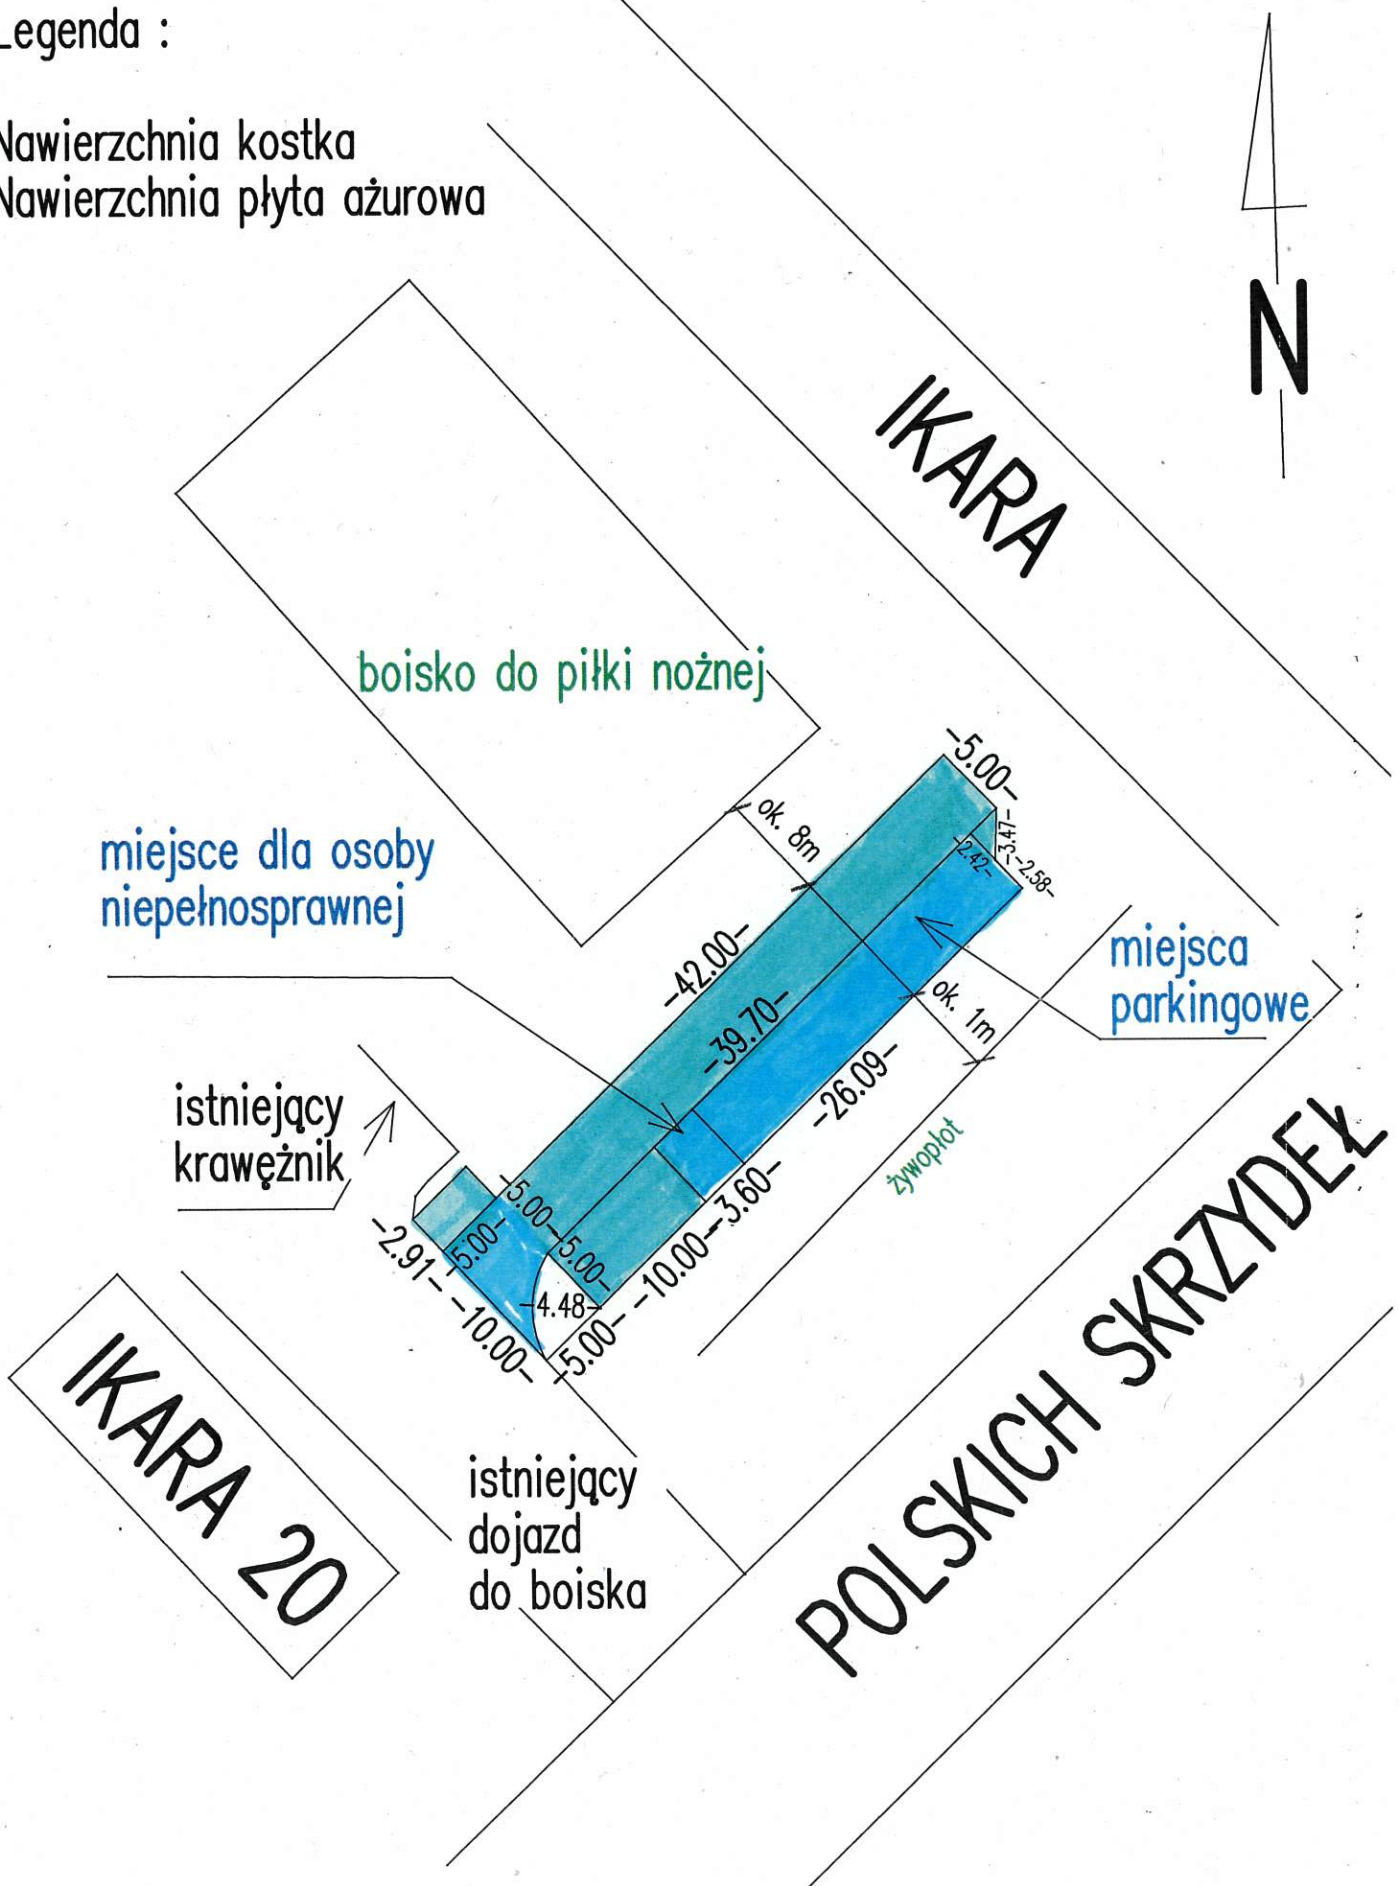 Legenda :
Nawierzchnia kostka
Nawierzchnia płyta ażurowa
N
IKARA
boisko do piłki nożnej
-5.00-
ok. 8m
-3.47-
-2.42-
-2.58-
miejsce dla osoby
niepełnosprawnej
-42.00-
miejsca
parkingowe
-39.70-
ok. 1m
-26.09-
istniejący
krawężnik
żywopłot
-5.00-
-3.60-
-2.91-
-5.00-
-5.00-
-10.00-
-4.48-
-10.00-
-5.00-
IKARA 20
POLSKICH SKRZYDEŁ
istniejący
dojazd
do boiska